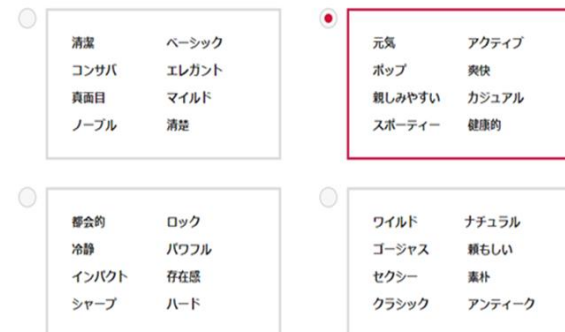 清潔 ベーシック
コンサバ エレガント
真面目 マイルド
ノーブル 清楚
元気 アクティブ
ポップ 爽快
親しみやすい カジュアル
スポーティー 健康的
都会的 ロック
冷静 パワフル
インパクト 存在感
シャープ ハード
ワイルド ナチュラル
ゴージャス 頼もしい
セクシー 素朴
クラシック アンティーク